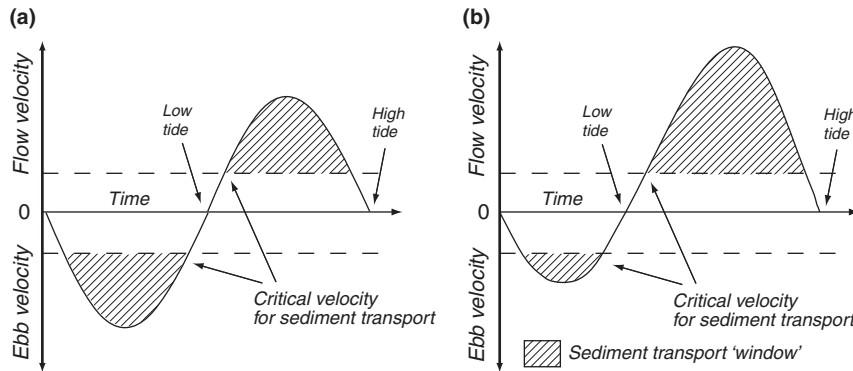 (a)
Flow velocity
Ebb velocity
0
Time
Low
tide
High
tide
Critical velocity
for sediment transport
(b)
Flow velocity
Ebb velocity
0
Time
Low
tide
High
tide
Critical velocity
for sediment transport
Sediment transport ‘window’